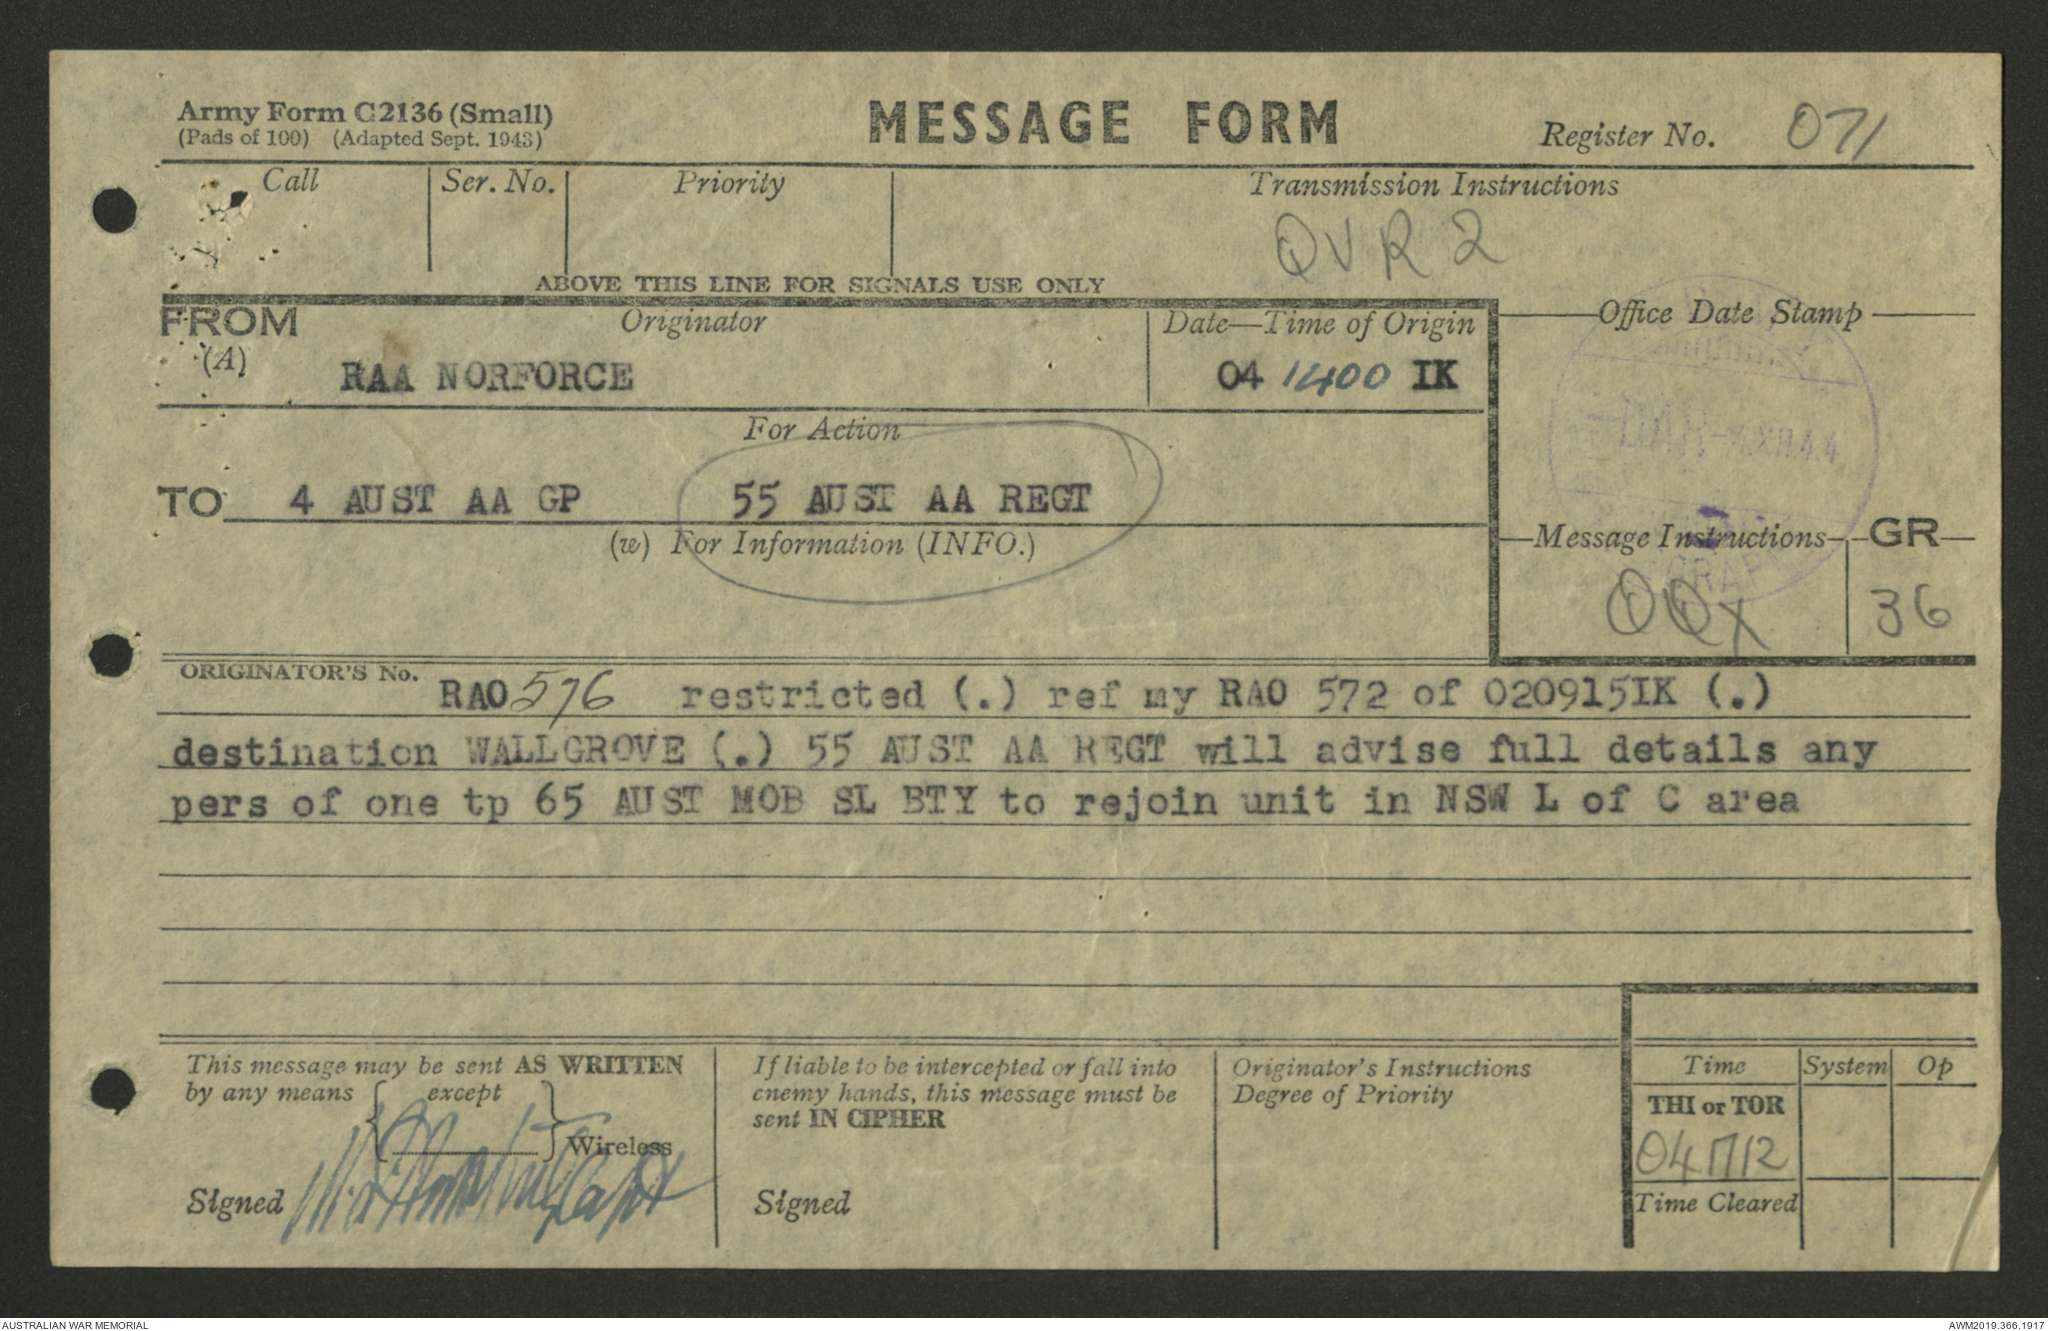 Army Form C2136 (Small)
(Pads of 100) (Adapted Sept. 1943)
MESSAGE FORM
Register No. 071
Call
Ser. No.
Priority
Transmission Instructions
QVR2
ABOVE THIS LINE FOR SIGNALS USE ONLY
FROM
(A)
Originator
RAA NORFORCE
Date—Time of Origin
04 1400 IK
Office Date Stamp
For Action
TO 4 AUST AA GP 55 AUST AA REGT
(w) For Information (INFO.)
Message Instructions
GR
QQX
36
ORIGINATOR'S No. RAO 576 restricted (.) ref my RAO 572 of 020915IK (.)
destination WALLGROVE (.) 55 AUST AA REGT will advise full details any
pers of one tp 65 AUST MOB SL BTY to rejoin unit in NSW L of C area
This message may be sent AS WRITTEN
by any means { except } Wireless
Signed Capt
If liable to be intercepted or fall into
enemy hands, this message must be
sent IN CIPHER
Signed
Originator's Instructions
Degree of Priority
Time
System
Op
THI or TOR
041712
Time Cleared
AUSTRALIAN WAR MEMORIAL
AWM2019.366.1917